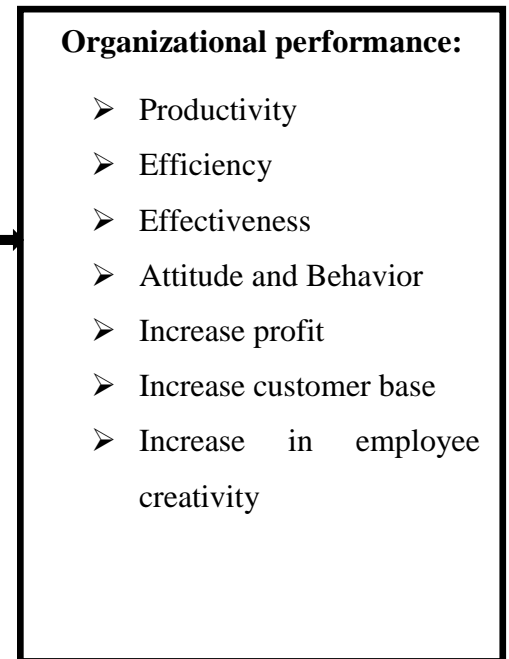 Organizational performance:
➢ Productivity
➢ Efficiency
➢ Effectiveness
➢ Attitude and Behavior
➢ Increase profit
➢ Increase customer base
➢ Increase in employee
creativity